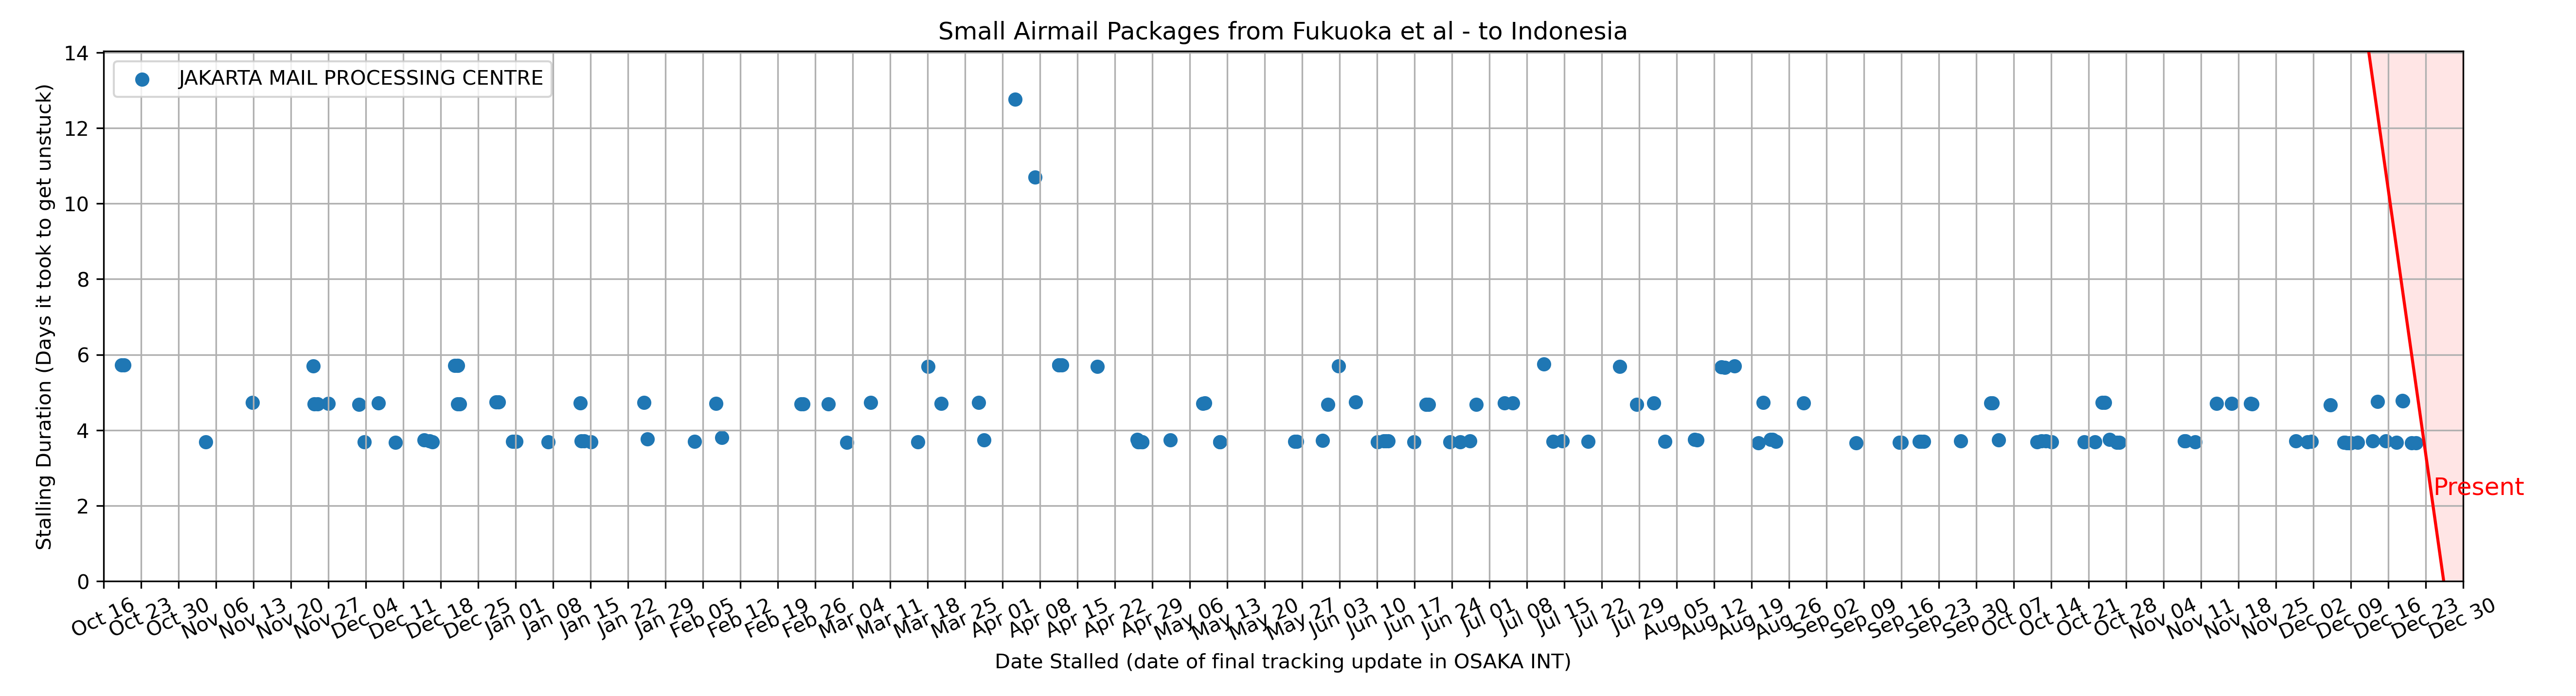 Small Airmail Packages from Fukuoka et al - to Indonesia
JAKARTA MAIL PROCESSING CENTRE
Stalling Duration (Days it took to get unstuck)
14
12
10
8
6
4
2
0
Present
Oct 16
Oct 23
Oct 30
Nov 06
Nov 13
Nov 20
Nov 27
Dec 04
Dec 11
Dec 18
Dec 25
Jan 01
Jan 08
Jan 15
Jan 22
Jan 29
Feb 05
Feb 12
Feb 19
Feb 26
Mar 04
Mar 11
Mar 18
Mar 25
Apr 01
Apr 08
Apr 15
Apr 22
Apr 29
May 06
May 13
May 20
May 27
Jun 03
Jun 10
Jun 17
Jun 24
Jul 01
Jul 08
Jul 15
Jul 22
Jul 29
Aug 05
Aug 12
Aug 19
Aug 26
Sep 02
Sep 09
Sep 16
Sep 23
Sep 30
Oct 07
Oct 14
Oct 21
Oct 28
Nov 04
Nov 11
Nov 18
Nov 25
Dec 02
Dec 09
Dec 16
Dec 23
Dec 30
Date Stalled (date of final tracking update in OSAKA INT)